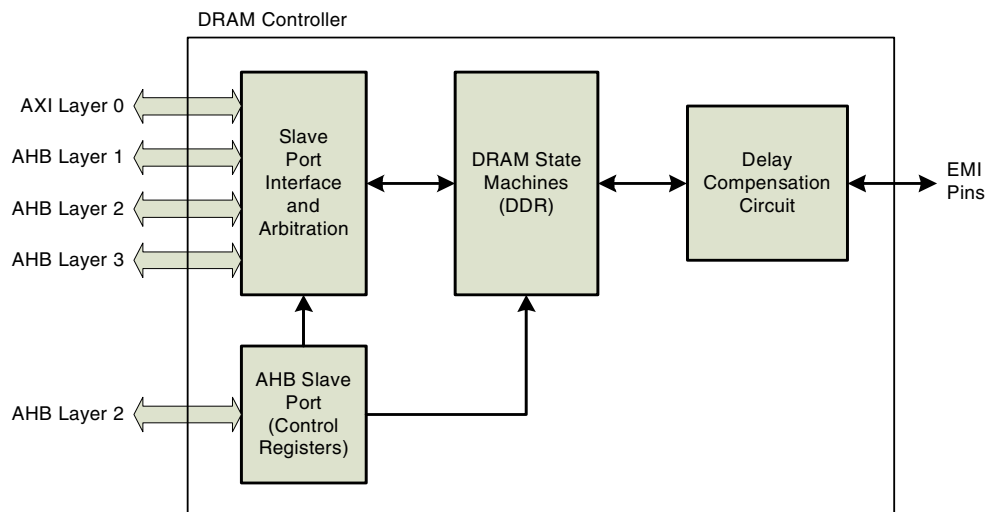 DRAM Controller
AXI Layer 0
AHB Layer 1
AHB Layer 2
AHB Layer 3
Slave
Port
Interface
and
Arbitration
DRAM State
Machines
(DDR)
Delay
Compensation
Circuit
EMI
Pins
AHB Layer 2
AHB Slave
Port
(Control
Registers)